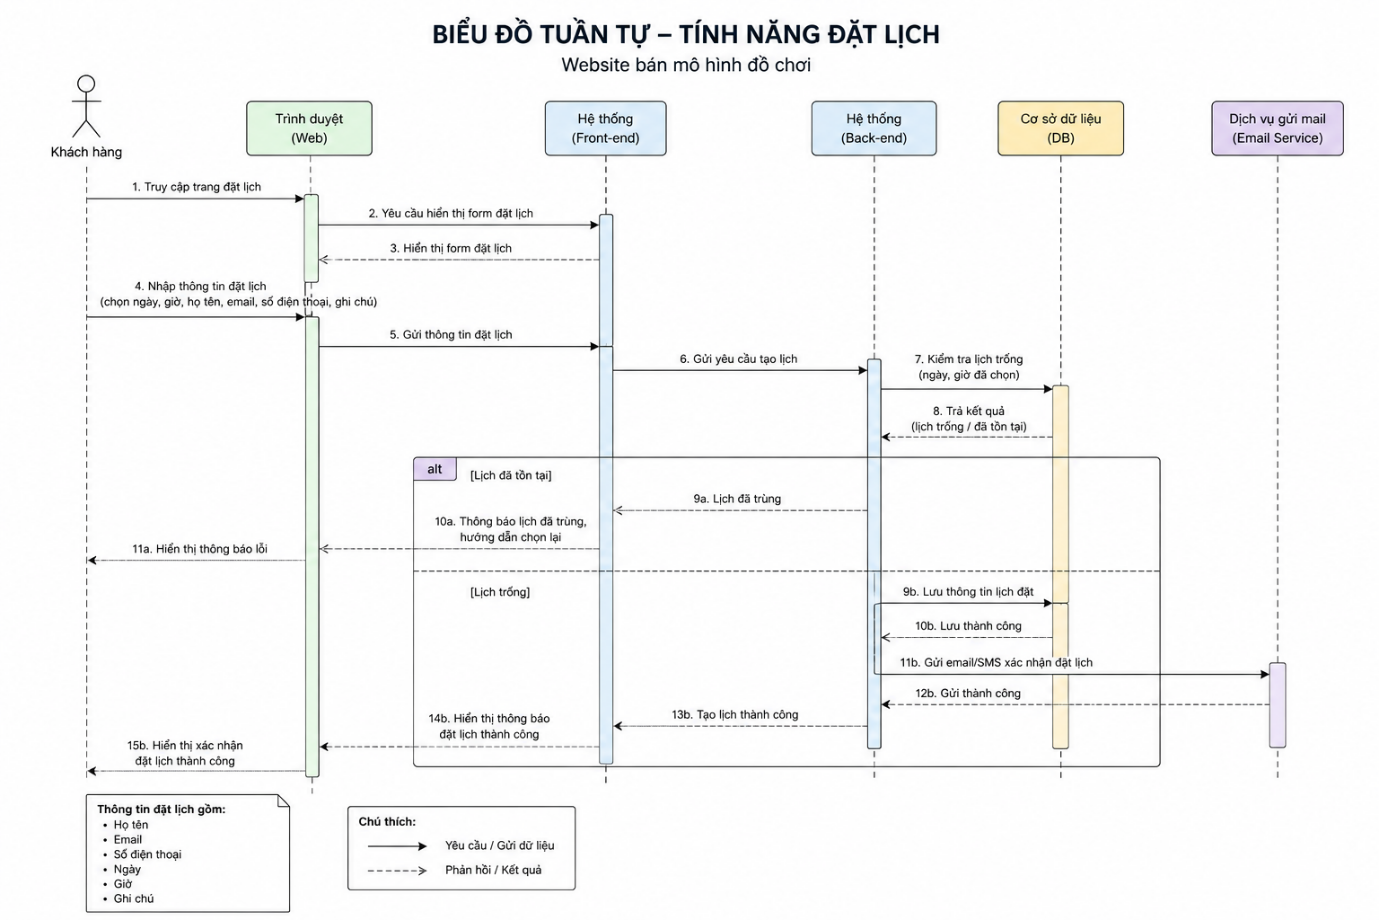 BIỂU ĐỒ TUẦN TỰ – TÍNH NĂNG ĐẶT LỊCH
Website bán mô hình đồ chơi
Khách hàng
Trình duyệt
(Web)
Hệ thống
(Front-end)
Hệ thống
(Back-end)
Cơ sở dữ liệu
(DB)
Dịch vụ gửi mail
(Email Service)
1. Truy cập trang đặt lịch
2. Yêu cầu hiển thị form đặt lịch
3. Hiển thị form đặt lịch
4. Nhập thông tin đặt lịch
(chọn ngày, giờ, họ tên, email, số điện thoại, ghi chú)
5. Gửi thông tin đặt lịch
6. Gửi yêu cầu tạo lịch
7. Kiểm tra lịch trống
(ngày, giờ đã chọn)
8. Trả kết quả
(lịch trống / đã tồn tại)
alt
[Lịch đã tồn tại]
9a. Lịch đã trùng
10a. Thông báo lịch đã trùng,
hướng dẫn chọn lại
11a. Hiển thị thông báo lỗi
[Lịch trống]
9b. Lưu thông tin lịch đặt
10b. Lưu thành công
11b. Gửi email/SMS xác nhận đặt lịch
12b. Gửi thành công
13b. Tạo lịch thành công
14b. Hiển thị thông báo
đặt lịch thành công
15b. Hiển thị xác nhận
đặt lịch thành công
Thông tin đặt lịch gồm:
• Họ tên
• Email
• Số điện thoại
• Ngày
• Giờ
• Ghi chú
Chú thích:
Yêu cầu / Gửi dữ liệu
Phản hồi / Kết quả